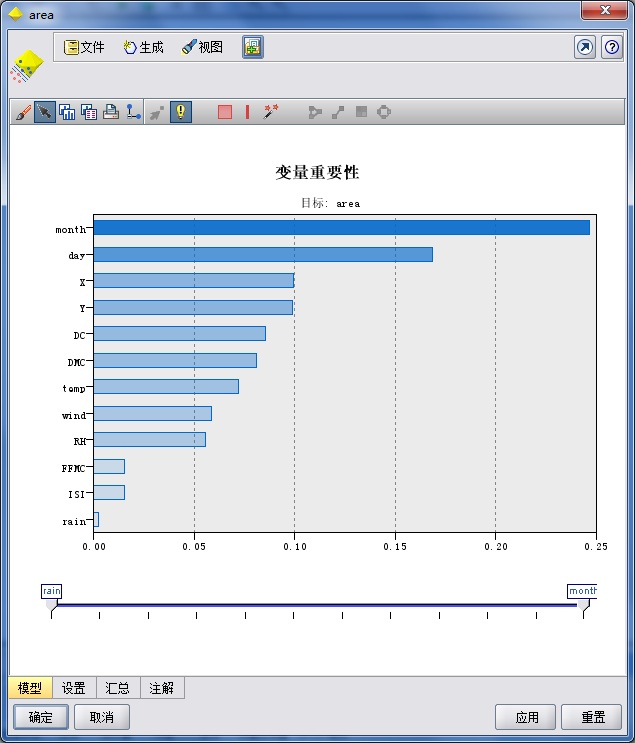 area
文件 生成 视图
变量重要性
目标: area
month
day
X
Y
DC
DMC
temp
wind
RH
FFMC
ISI
rain
0.00 0.05 0.10 0.15 0.20 0.25
rain month
模型 设置 汇总 注解
确定 取消 应用 重置